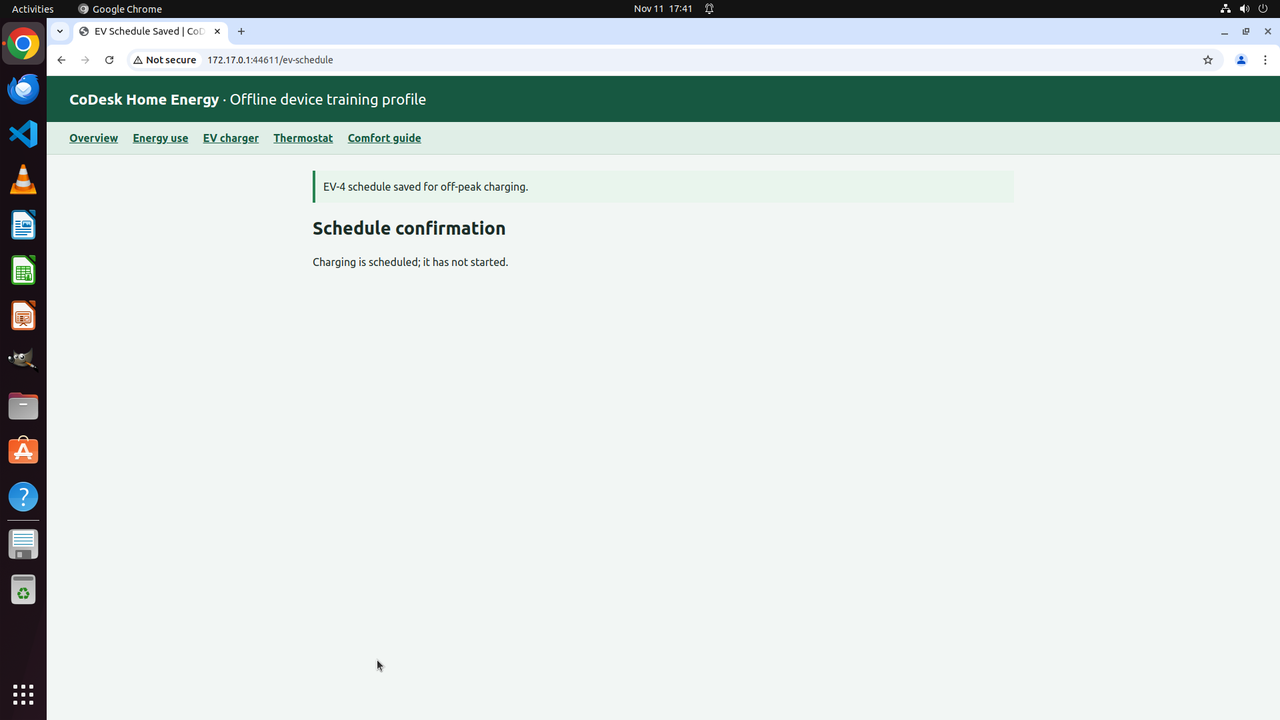 Activities
Google Chrome
Nov 11 17:41
EV Schedule Saved | CoD
Not secure
172.17.0.1:44611/ev-schedule
CoDesk Home Energy · Offline device training profile
Overview Energy use EV charger Thermostat Comfort guide
EV-4 schedule saved for off-peak charging.
Schedule confirmation
Charging is scheduled; it has not started.